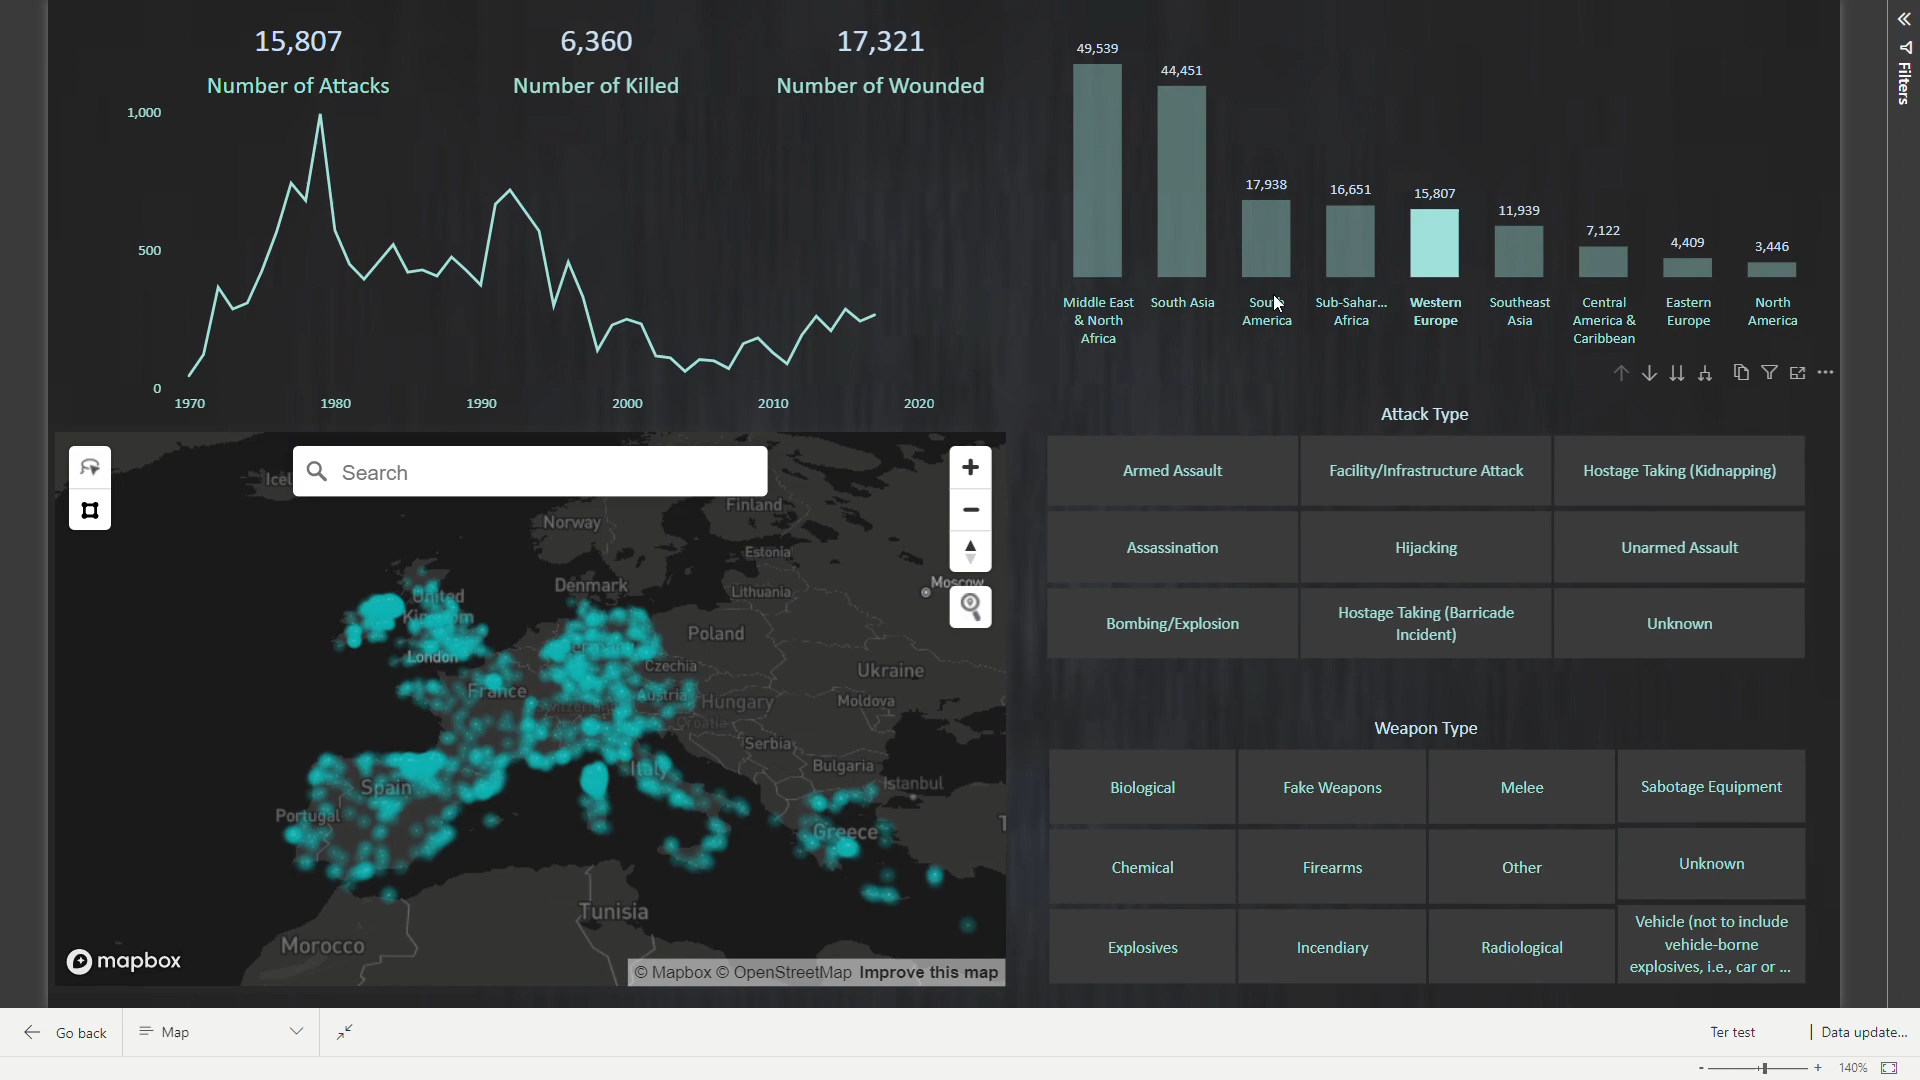 15,807
Number of Attacks
6,360
Number of Killed
17,321
Number of Wounded
1,000
500
0
1970 1980 1990 2000 2010 2020
49,539
44,451
17,938
16,651
15,807
11,939
7,122
4,409
3,446
Middle East
& North
Africa
South Asia
South
America
Sub-Sahar...
Africa
Western
Europe
Southeast
Asia
Central
America &
Caribbean
Eastern
Europe
North
America
Filters
Search
Icel
Norway
Finland
Estonia
Denmark
Moscow
Lithuania
United
Kingdom
Poland
London
Czechia
Ukraine
France
Austria
Hungary
Moldova
Croatia
Serbia
Italy
Bulgaria
Istanbul
Spain
Portugal
Greece
T
Tunisia
Morocco
mapbox
© Mapbox © OpenStreetMap Improve this map
Attack Type
Armed Assault
Facility/Infrastructure Attack
Hostage Taking (Kidnapping)
Assassination
Hijacking
Unarmed Assault
Bombing/Explosion
Hostage Taking (Barricade
Incident)
Unknown
Weapon Type
Biological
Fake Weapons
Melee
Sabotage Equipment
Chemical
Firearms
Other
Unknown
Explosives
Incendiary
Radiological
Vehicle (not to include
vehicle-borne
explosives, i.e., car or ...
Go back
Map
Ter test
Data update...
- + 140%